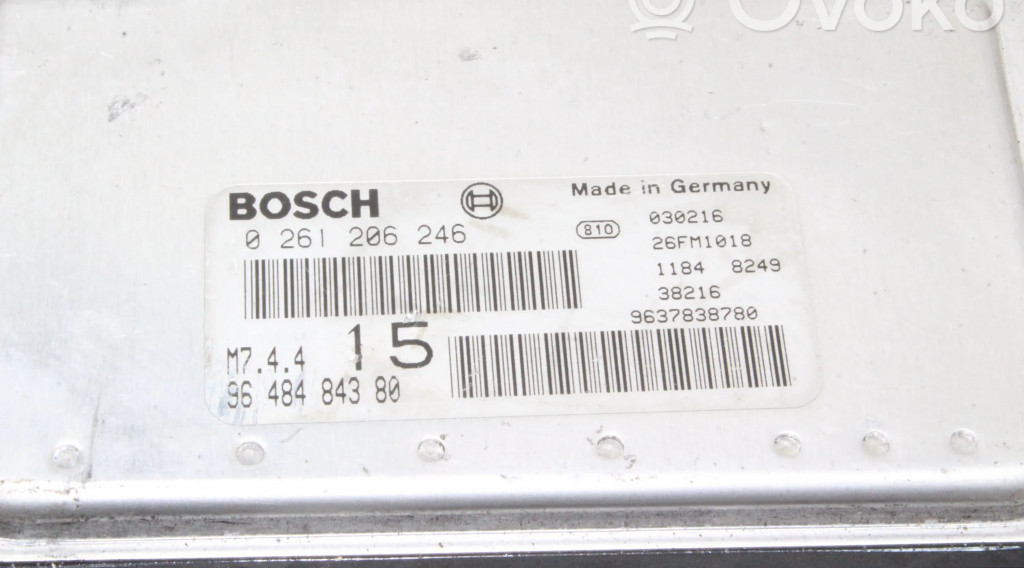 OVOKO
BOSCH
Made in Germany
0 261 206 246
810
030216
26FM1018
1184 8249
38216
9637838780
M7.4.4
15
96 484 843 80